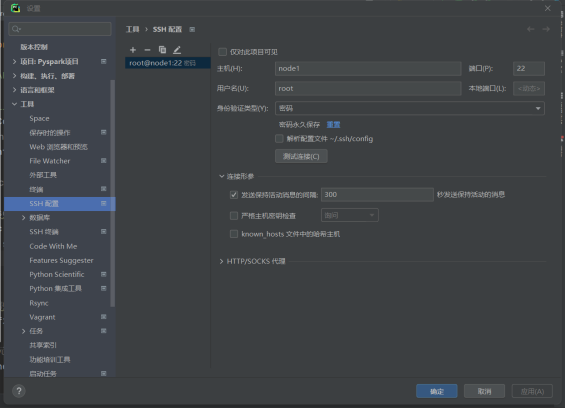 设置
版本控制
项目: Pyspark项目
构建、执行、部署
语言和框架
工具
Space
保存时的操作
Web 浏览器和预览
File Watcher
外部工具
终端
SSH 配置
数据库
SSH 终端
Code With Me
Features Suggester
Python Scientific
Python 集成工具
Rsync
Vagrant
任务
共享索引
功能培训工具
启动任务
工具 › SSH 配置
root@node1:22 密码
仅对此项目可见
主机(H): node1 端口(P): 22
用户名(U): root 本地端口(L): <动态>
身份验证类型(Y): 密码
密码永久保存 重置
解析配置文件 ~/.ssh/config
测试连接(C)
连接形参
发送保持活动消息的间隔: 300 秒发送保持活动的消息
严格主机密钥检查 询问
known_hosts 文件中的哈希主机
HTTP/SOCKS 代理
?
确定 取消 应用(A)